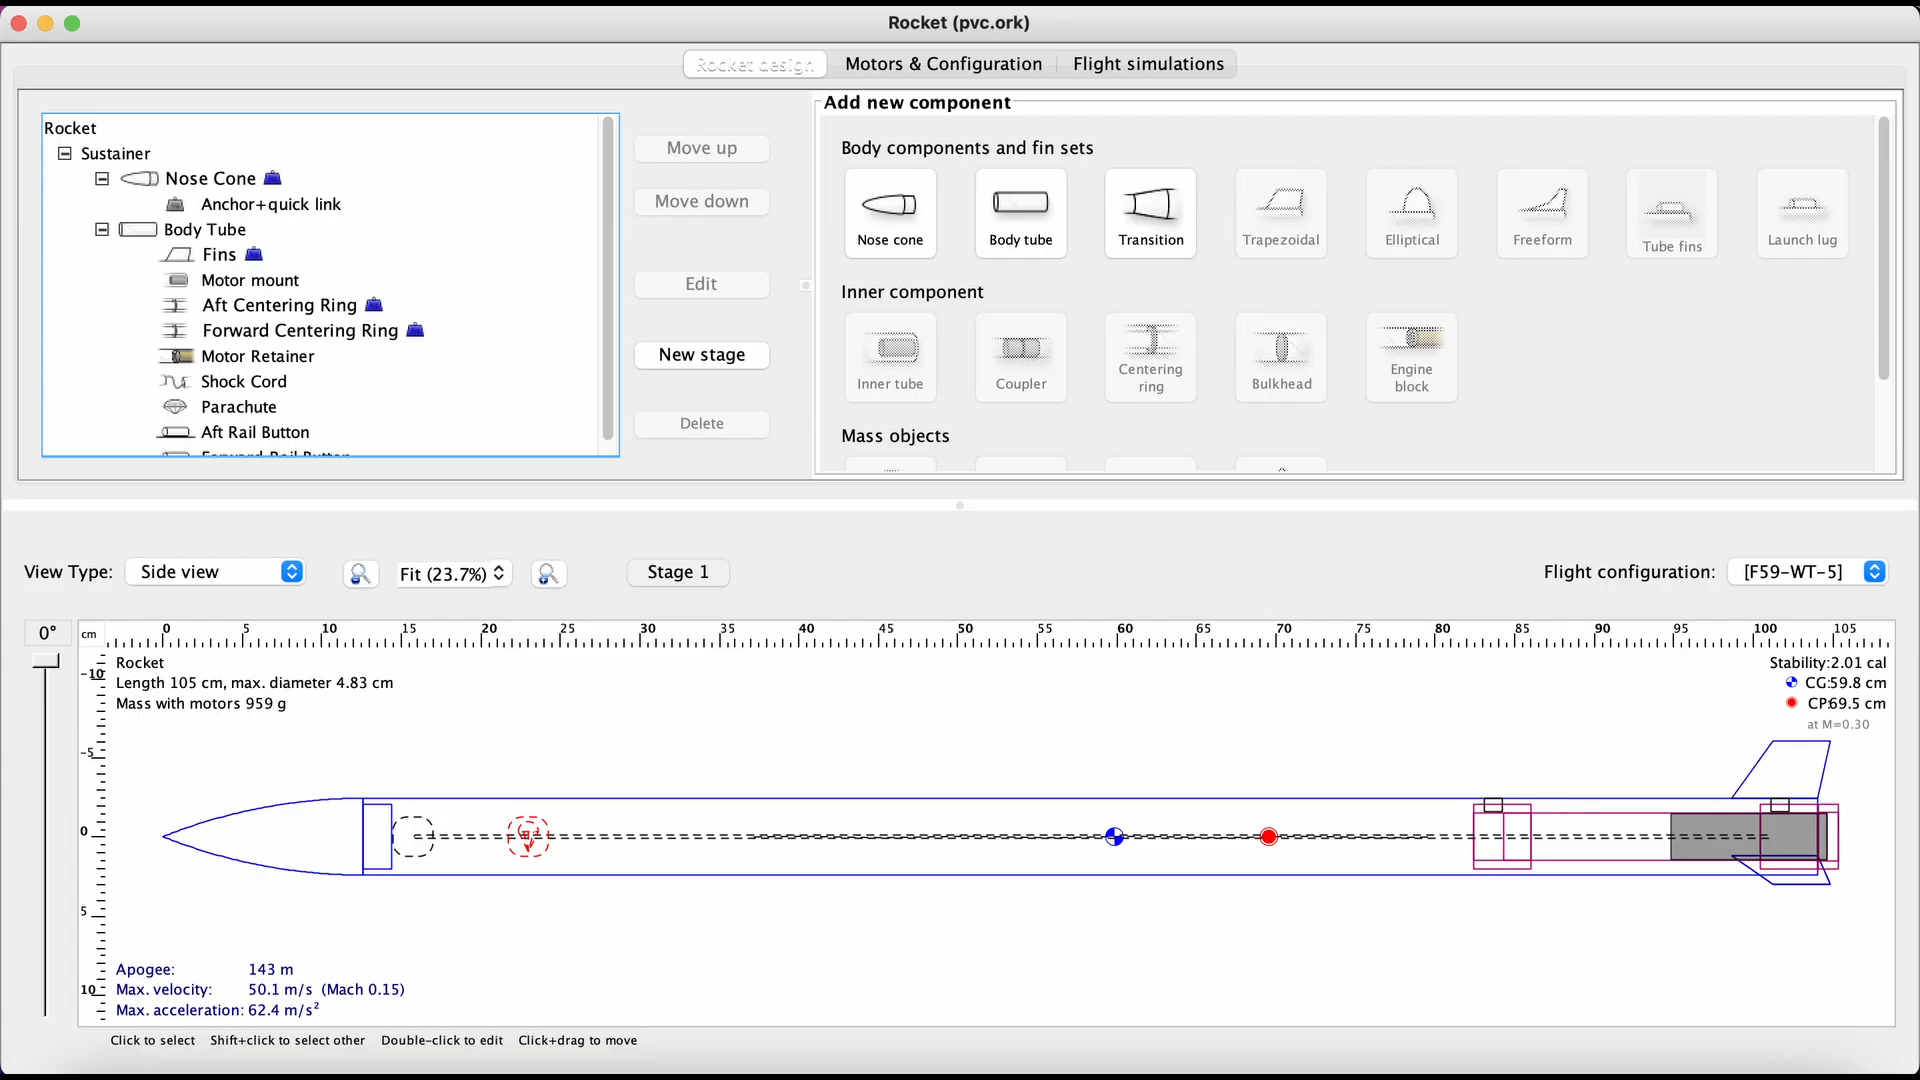 Rocket (pvc.ork)
Rocket design
Motors & Configuration
Flight simulations
Rocket
Sustainer
Nose Cone
Anchor+quick link
Body Tube
Fins
Motor mount
Aft Centering Ring
Forward Centering Ring
Motor Retainer
Shock Cord
Parachute
Aft Rail Button
Forward Rail Button
Move up
Move down
Edit
New stage
Delete
Add new component
Body components and fin sets
Nose cone
Body tube
Transition
Trapezoidal
Elliptical
Freeform
Tube fins
Launch lug
Inner component
Inner tube
Coupler
Centering
ring
Bulkhead
Engine
block
Mass objects
View Type:
Side view
Fit (23.7%)
Stage 1
Flight configuration:
[F59-WT-5]
0°
cm
0 5 10 15 20 25 30 35 40 45 50 55 60 65 70 75 80 85 90 95 100 105
-10
-5
0
5
10
Rocket
Length 105 cm, max. diameter 4.83 cm
Mass with motors 959 g
Stability:2.01 cal
CG:59.8 cm
CP:69.5 cm
at M=0.30
Apogee: 143 m
Max. velocity: 50.1 m/s (Mach 0.15)
Max. acceleration: 62.4 m/s²
Click to select Shift+click to select other Double-click to edit Click+drag to move